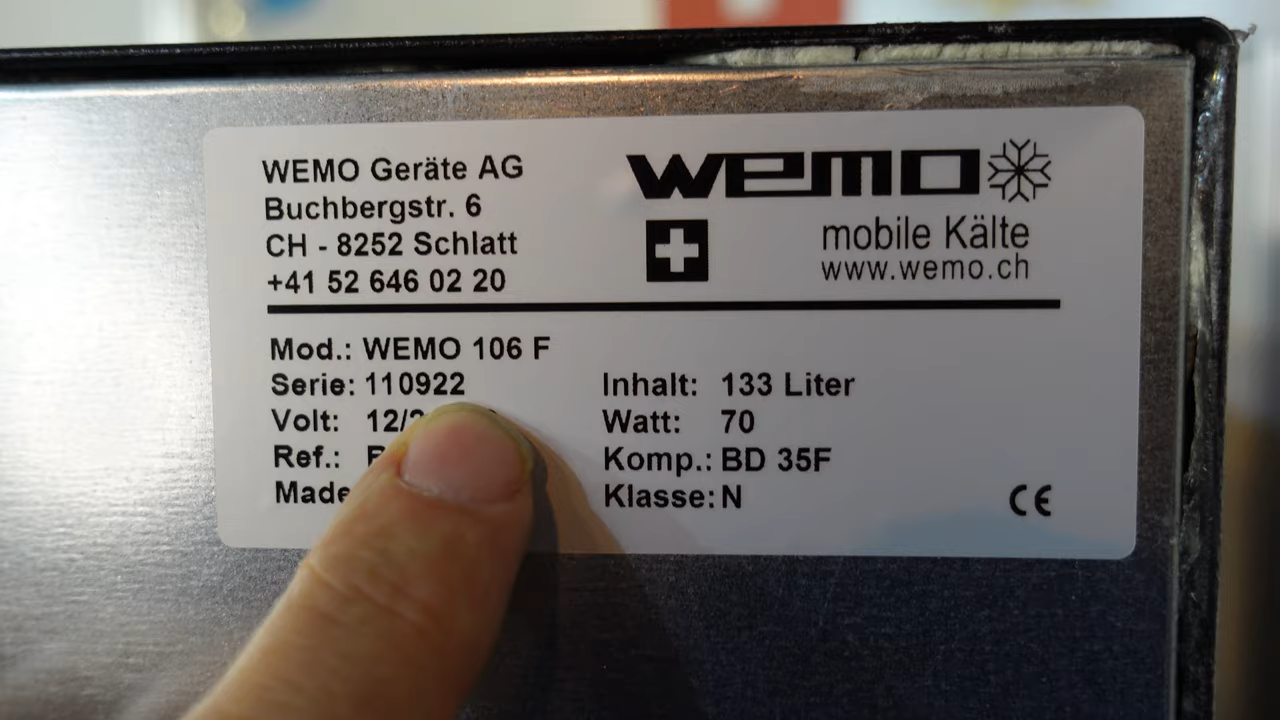 WEMO Geräte AG
Buchbergstr. 6
CH - 8252 Schlatt
+41 52 646 02 20
wemo
mobile Kälte
www.wemo.ch
Mod.: WEMO 106 F
Serie: 110922
Inhalt: 133 Liter
Volt: 12/
Watt: 70
Ref.:
Komp.: BD 35F
Made
Klasse: N
CE